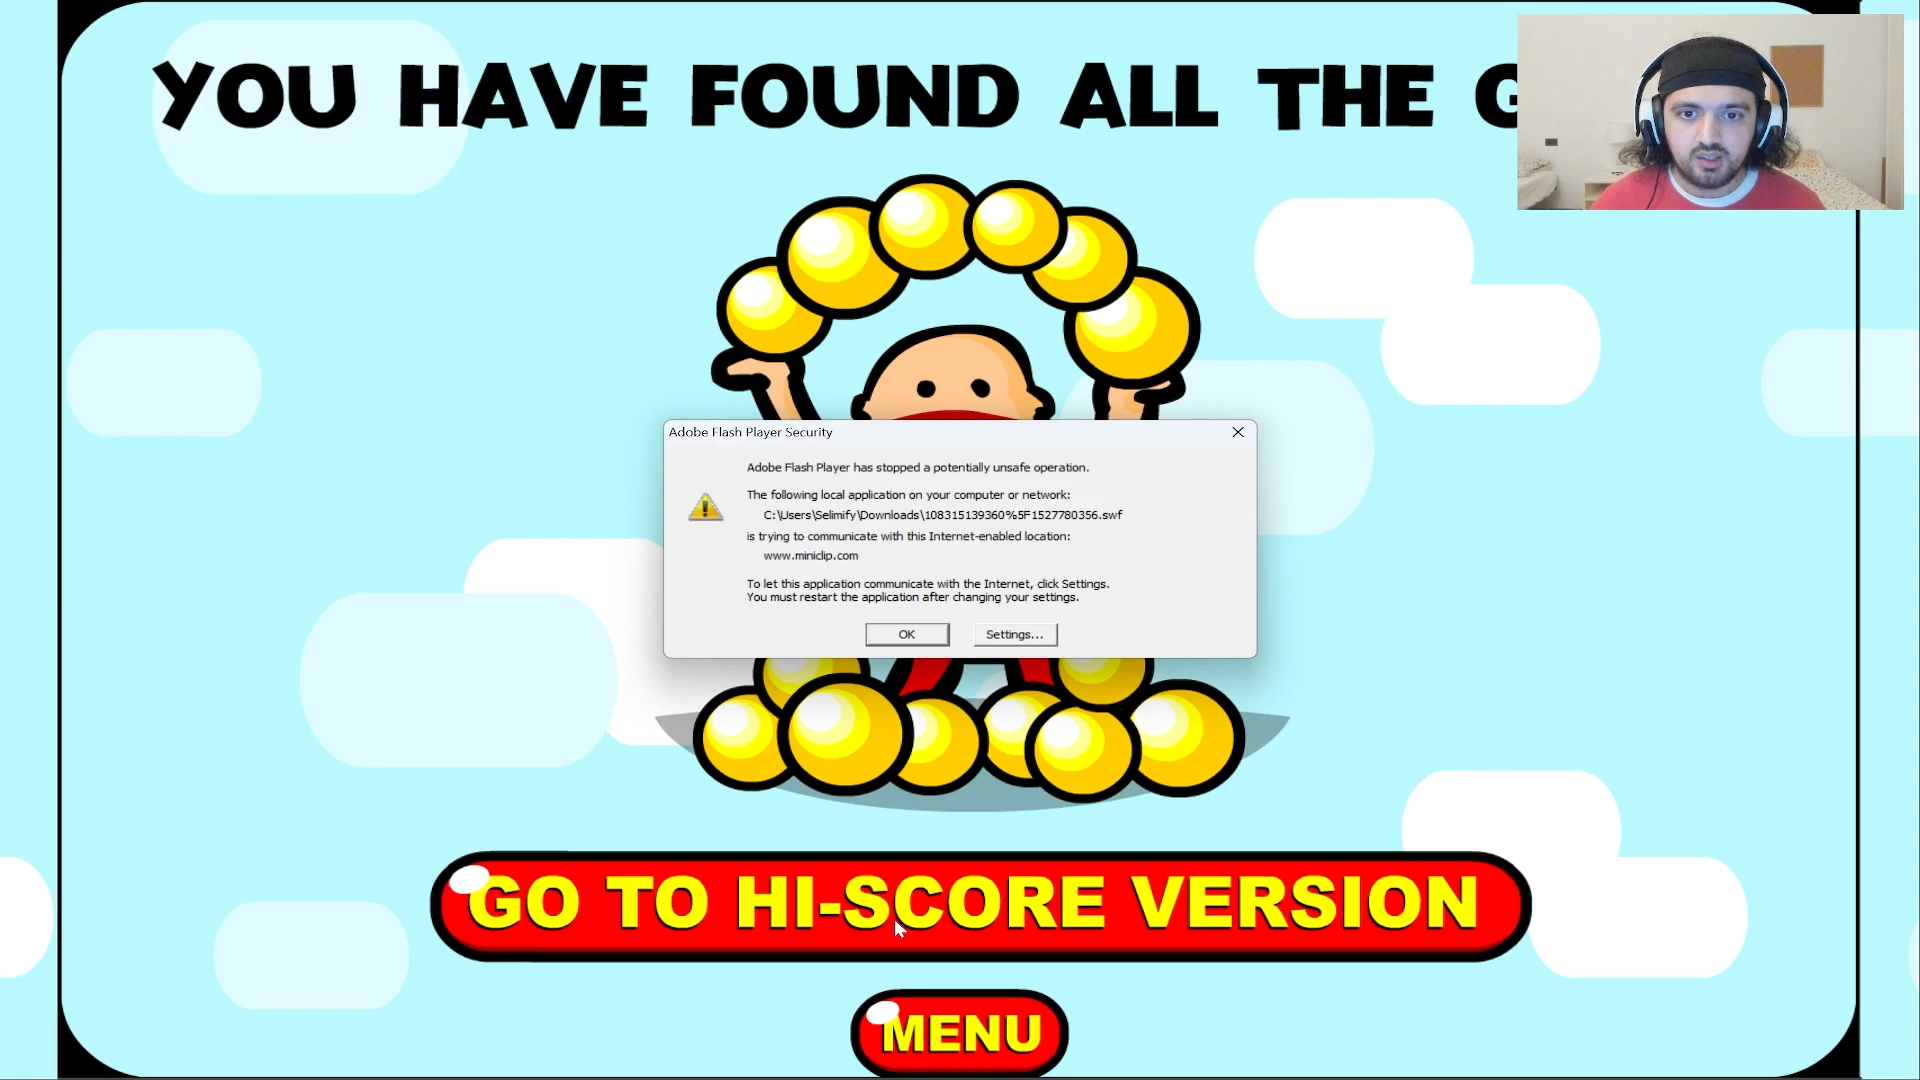 YOU HAVE FOUND ALL THE
Adobe Flash Player Security
Adobe Flash Player has stopped a potentially unsafe operation.
The following local application on your computer or network:
C:\Users\Selimify\Downloads\108315139360%5F1527780356.swf
is trying to communicate with this Internet-enabled location:
www.miniclip.com
To let this application communicate with the Internet, click Settings.
You must restart the application after changing your settings.
OK
Settings...
GO TO HI-SCORE VERSION
MENU